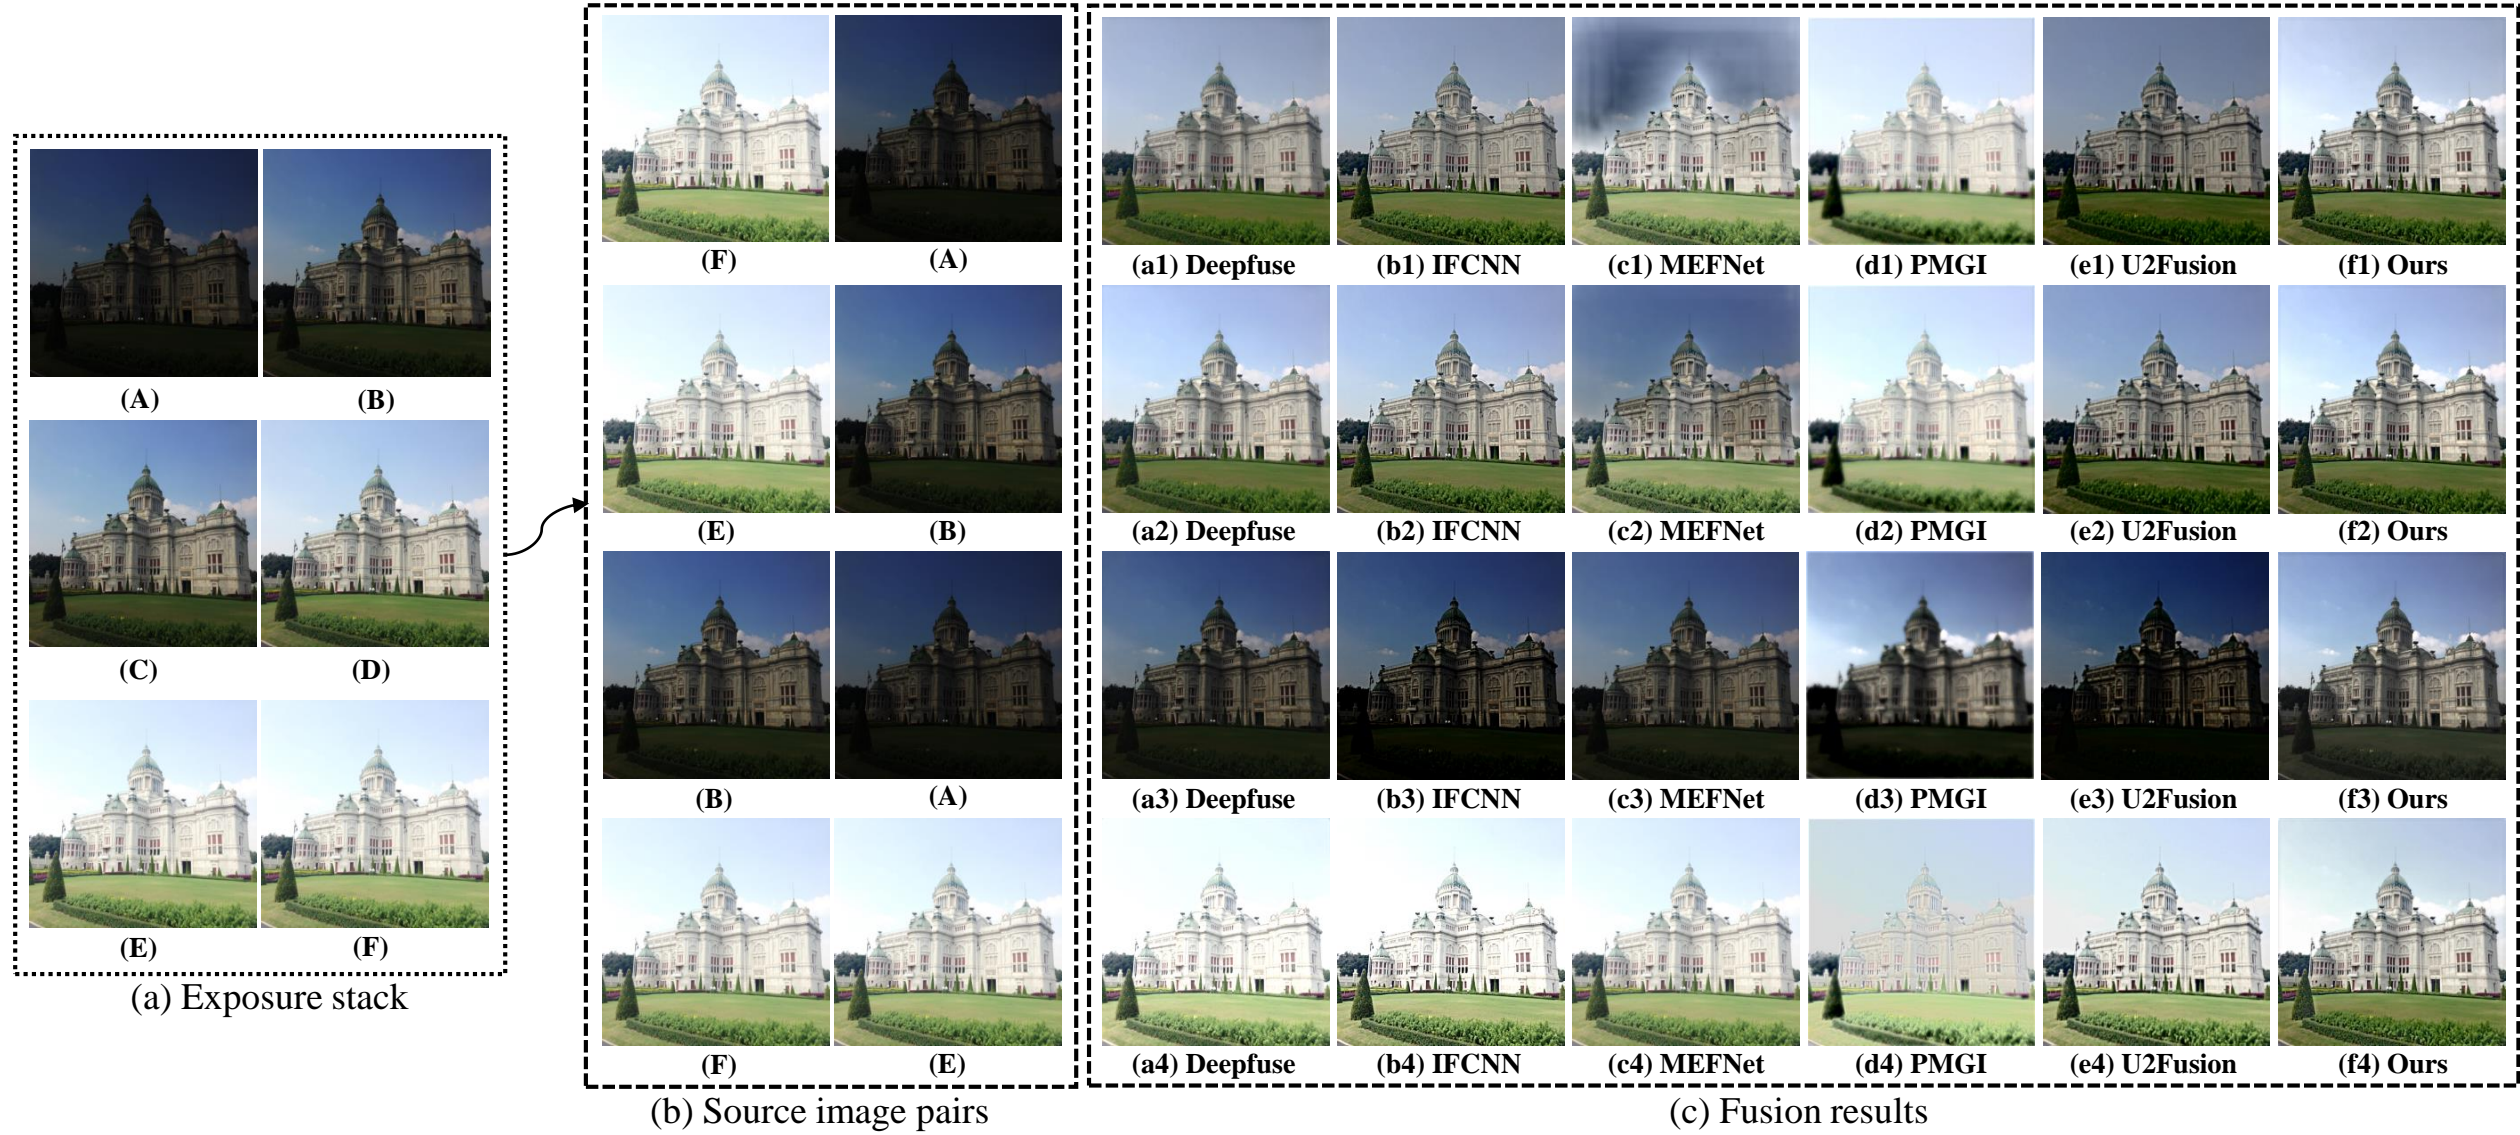 (A) (B)
(C) (D)
(E) (F)
(a) Exposure stack
(F) (A)
(E) (B)
(B) (A)
(F) (E)
(b) Source image pairs
(a1) Deepfuse (b1) IFCNN (c1) MEFNet (d1) PMGI (e1) U2Fusion (f1) Ours
(a2) Deepfuse (b2) IFCNN (c2) MEFNet (d2) PMGI (e2) U2Fusion (f2) Ours
(a3) Deepfuse (b3) IFCNN (c3) MEFNet (d3) PMGI (e3) U2Fusion (f3) Ours
(a4) Deepfuse (b4) IFCNN (c4) MEFNet (d4) PMGI (e4) U2Fusion (f4) Ours
(c) Fusion results